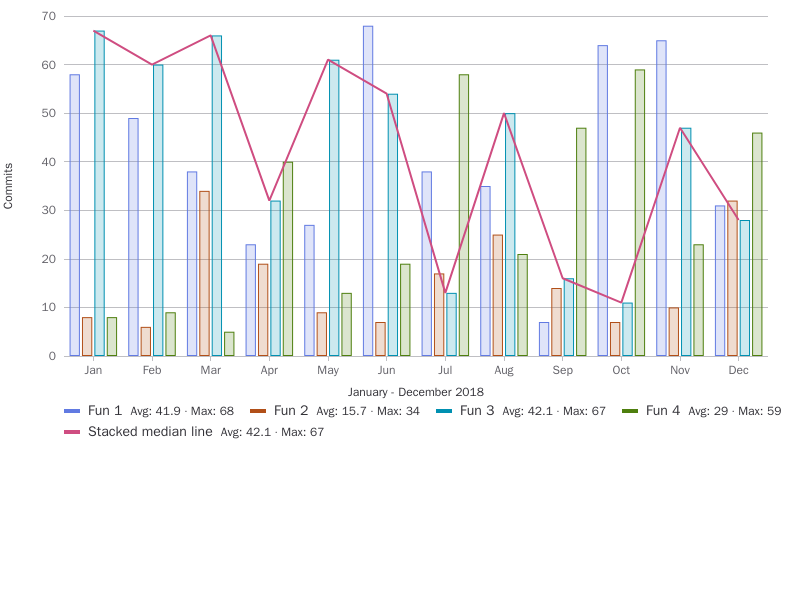 70
60
50
40
30
20
10
0
Commits
Jan Feb Mar Apr May Jun Jul Aug Sep Oct Nov Dec
January - December 2018
Fun 1 Avg: 41.9 · Max: 68 Fun 2 Avg: 15.7 · Max: 34 Fun 3 Avg: 42.1 · Max: 67 Fun 4 Avg: 29 · Max: 59
Stacked median line Avg: 42.1 · Max: 67